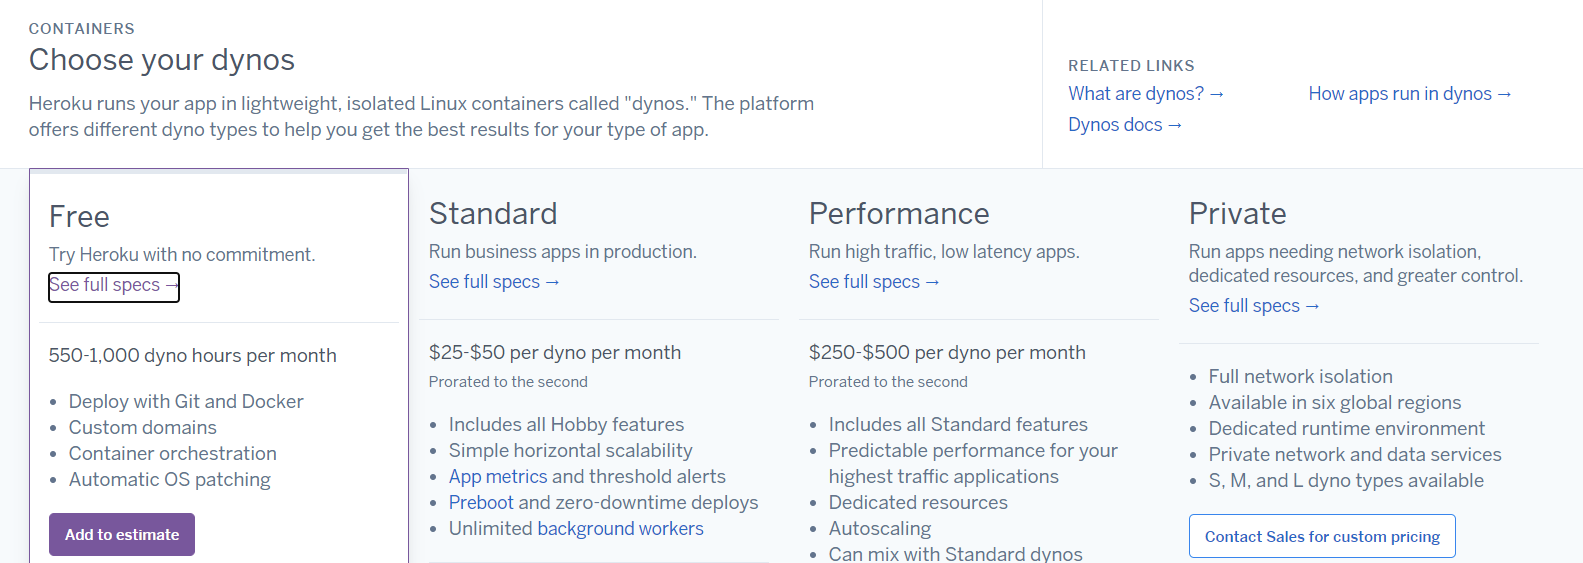 CONTAINERS
Choose your dynos
Heroku runs your app in lightweight, isolated Linux containers called "dynos." The platform
offers different dyno types to help you get the best results for your type of app.
RELATED LINKS
What are dynos? →
How apps run in dynos →
Dynos docs →
Free
Try Heroku with no commitment.
See full specs →
550-1,000 dyno hours per month
• Deploy with Git and Docker
• Custom domains
• Container orchestration
• Automatic OS patching
Add to estimate
Standard
Run business apps in production.
See full specs →
$25-$50 per dyno per month
Prorated to the second
• Includes all Hobby features
• Simple horizontal scalability
• App metrics and threshold alerts
• Preboot and zero-downtime deploys
• Unlimited background workers
Performance
Run high traffic, low latency apps.
See full specs →
$250-$500 per dyno per month
Prorated to the second
• Includes all Standard features
• Predictable performance for your
highest traffic applications
• Dedicated resources
• Autoscaling
• Can mix with Standard dynos
Private
Run apps needing network isolation,
dedicated resources, and greater control.
See full specs →
• Full network isolation
• Available in six global regions
• Dedicated runtime environment
• Private network and data services
• S, M, and L dyno types available
Contact Sales for custom pricing